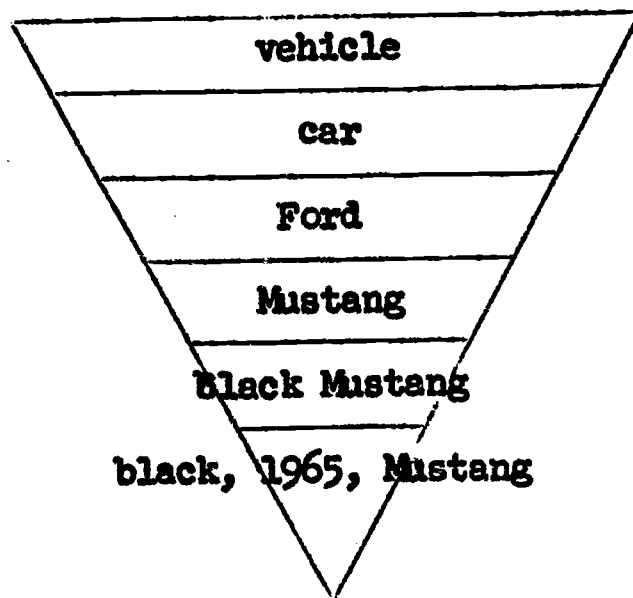 vehicle
car
Ford
Mustang
Black Mustang
black, 1965, Mustang